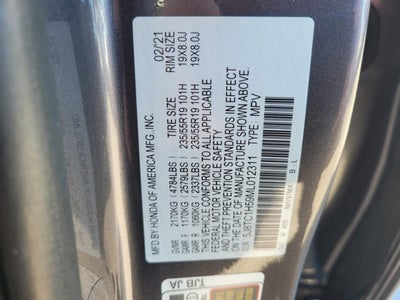 MFD.BY HONDA OF AMERICA MFG.,INC. 02/21
TIRE SIZE RIM SIZE
GVWR 2170KG ( 4784LBS )
GAWR F 1170KG ( 2579LBS ) 235/55R19 101H 19X8.0J
GAWR R 1060KG ( 2337LBS ) 235/55R19 101H 19X8.0J
THIS VEHICLE CONFORMS TO ALL APPLICABLE
FEDERAL MOTOR VEHICLE SAFETY
AND THEFT PREVENTION STANDARDS IN EFFECT
ON THE DATE OF MANUFACTURE SHOWN ABOVE.
5J8TC1H59ML012311 TYPE : MPV
B - L
TJB JA